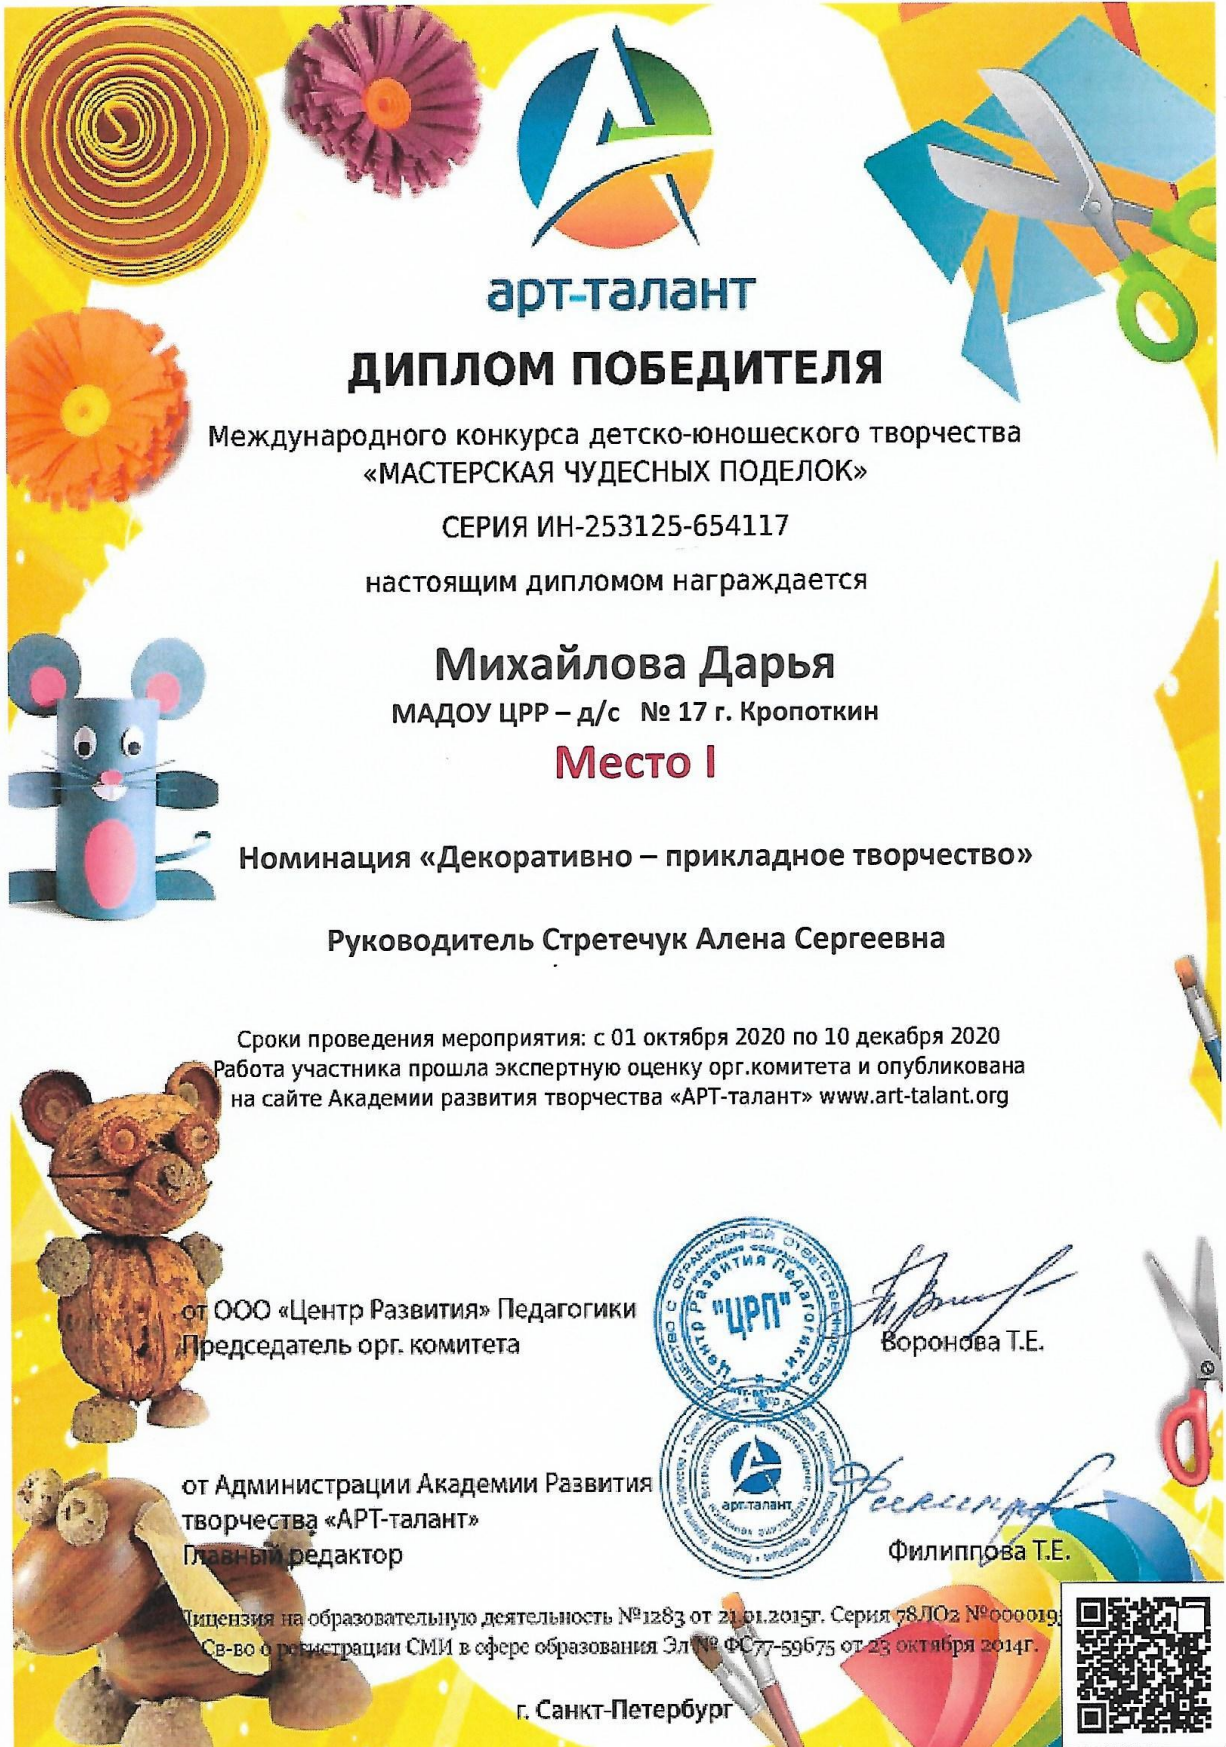 арт-талант
ДИПЛОМ ПОБЕДИТЕЛЯ
Международного конкурса детско-юношеского творчества
«МАСТЕРСКАЯ ЧУДЕСНЫХ ПОДЕЛОК»
СЕРИЯ ИН-253125-654117
настоящим дипломом награждается
Михайлова Дарья
МАДОУ ЦРР – д/с № 17 г. Кропоткин
Место I
Номинация «Декоративно – прикладное творчество»
Руководитель Стретечук Алена Сергеевна
Сроки проведения мероприятия: с 01 октября 2020 по 10 декабря 2020
Работа участника прошла экспертную оценку орг.комитета и опубликована
на сайте Академии развития творчества «АРТ-талант» www.art-talant.org
от ООО «Центр Развития» Педагогики
Председатель орг. комитета
"ЦРП"
Центр Развития Педагогики
Воронова Т.Е.
от Администрации Академии Развития
творчества «АРТ-талант»
Главный редактор
арт-талант
Филиппова Т.Е.
Лицензия на образовательную деятельность №1283 от 21.01.2015г. Серия 78ЛО2 №000019
Св-во о регистрации СМИ в сфере образования Эл № ФС77-59675 от 23 октября 2014г.
г. Санкт-Петербург